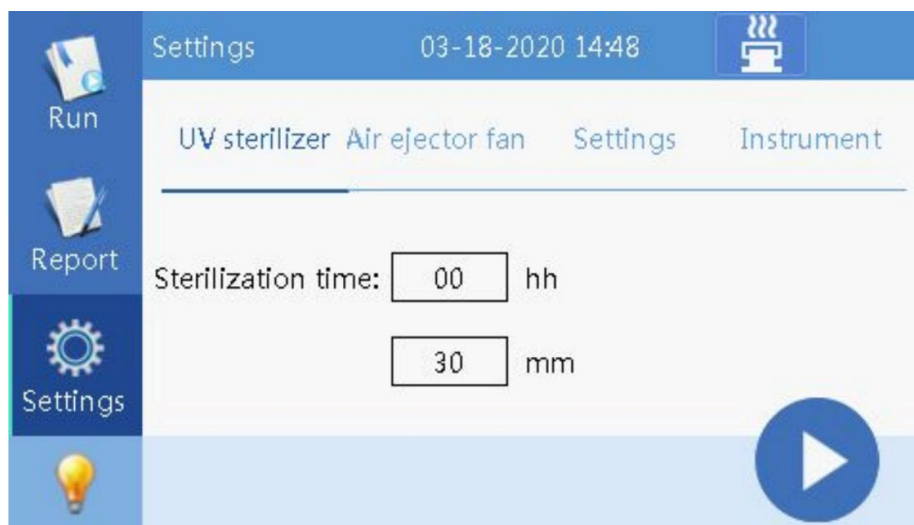 Settings 03-18-2020 14:48
Run
UV sterilizer Air ejector fan Settings Instrument
Report
Sterilization time: 00 hh
30 mm
Settings